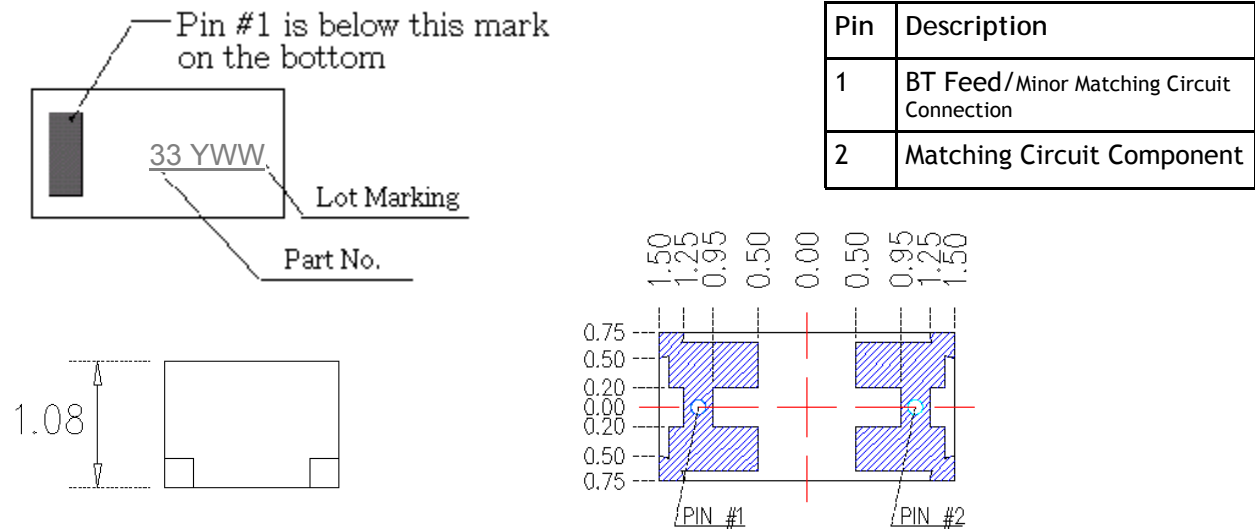 Pin #1 is below this mark
on the bottom
33 YWW
Lot Marking
Part No.
Pin Description
1 BT Feed/Minor Matching Circuit
Connection
2 Matching Circuit Component
1.08
1.50 1.25 0.95 0.50 0.00 0.50 0.95 1.25 1.50
0.75
0.50
0.20
0.00
0.20
0.50
0.75
PIN #1 PIN #2